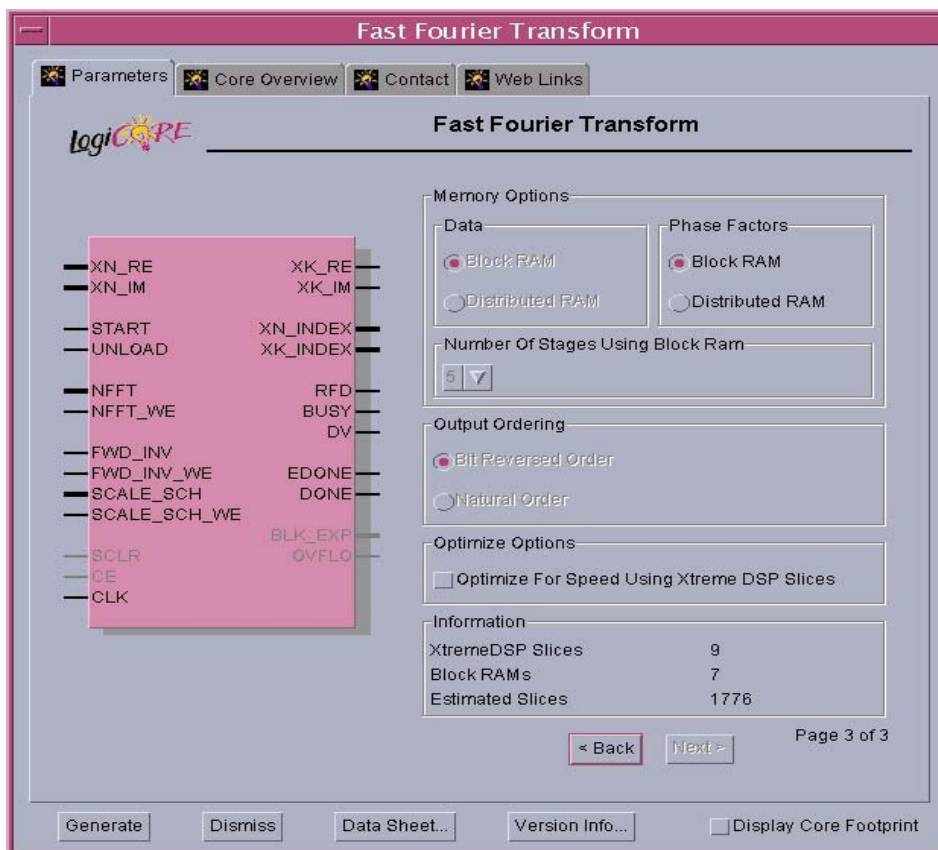 Fast Fourier Transform
Parameters
Core Overview
Contact
Web Links
LogiCORE
Fast Fourier Transform
XN_RE
XN_IM
START
UNLOAD
NFFT
NFFT_WE
FWD_INV
FWD_INV_WE
SCALE_SCH
SCALE_SCH_WE
SCLR
CE
CLK
XK_RE
XK_IM
XN_INDEX
XK_INDEX
RFD
BUSY
DV
EDONE
DONE
BLK_EXP
OVFLO
Memory Options
Data
Block RAM
Distributed RAM
Phase Factors
Block RAM
Distributed RAM
Number Of Stages Using Block Ram
5
Output Ordering
Bit Reversed Order
Natural Order
Optimize Options
Optimize For Speed Using Xtreme DSP Slices
Information
XtremeDSP Slices 9
Block RAMs 7
Estimated Slices 1776
< Back
Next >
Page 3 of 3
Generate
Dismiss
Data Sheet...
Version Info...
Display Core Footprint